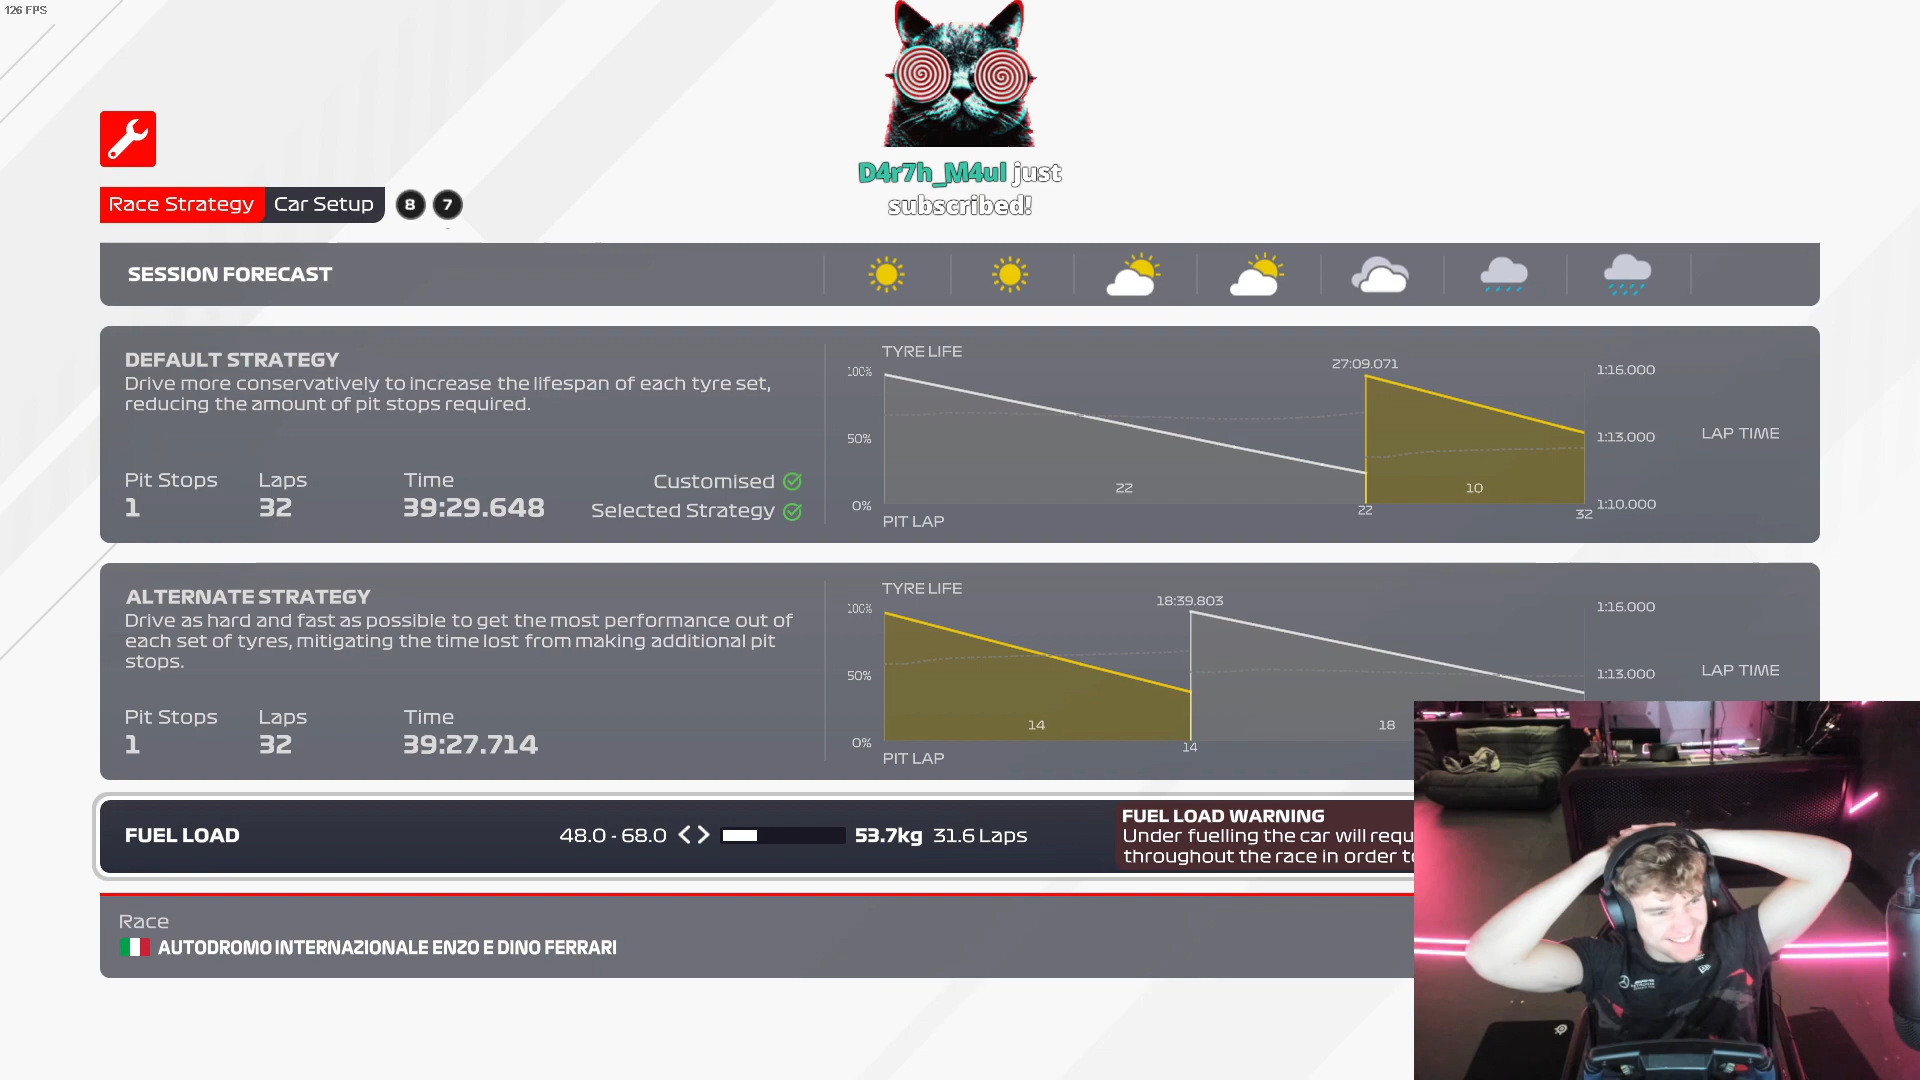 126 FPS
D4r7h_M4ul just
subscribed!
Race Strategy Car Setup 8 7
SESSION FORECAST
DEFAULT STRATEGY
Drive more conservatively to increase the lifespan of each tyre set,
reducing the amount of pit stops required.
Pit Stops Laps Time Customised
1 32 39:29.648 Selected Strategy
TYRE LIFE
27:09.071
100% 1:16.000
50% 1:13.000 LAP TIME
22 10
0% 22 32 1:10.000
PIT LAP
ALTERNATE STRATEGY
Drive as hard and fast as possible to get the most performance out of
each set of tyres, mitigating the time lost from making additional pit
stops.
Pit Stops Laps Time
1 32 39:27.714
TYRE LIFE
18:39.803
100% 1:16.000
50% 1:13.000 LAP TIME
14 18
0% 14
PIT LAP
FUEL LOAD 48.0 - 68.0 53.7kg 31.6 Laps
FUEL LOAD WARNING
Under fuelling the car will requ
throughout the race in order to
Race
AUTODROMO INTERNAZIONALE ENZO E DINO FERRARI